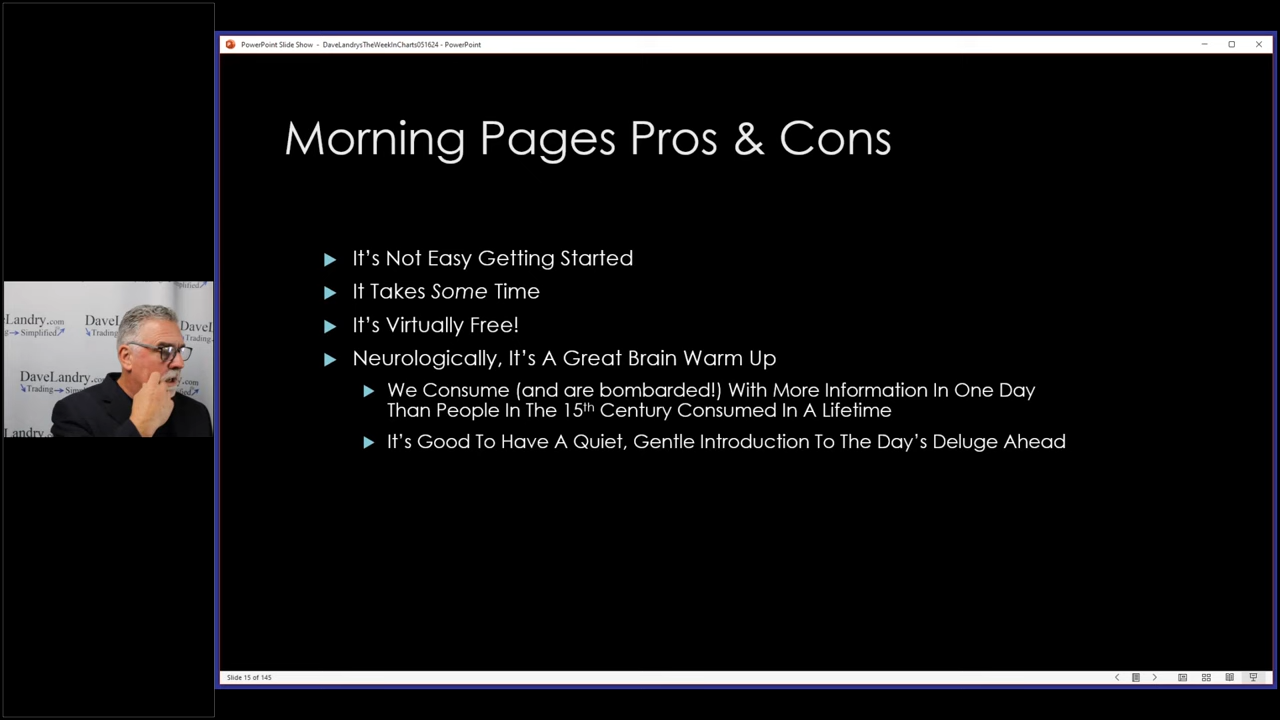 PowerPoint Slide Show - DaveLandrysTheWeekInCharts051624 - PowerPoint
Morning Pages Pros & Cons
It's Not Easy Getting Started
It Takes Some Time
It's Virtually Free!
Neurologically, It's A Great Brain Warm Up
We Consume (and are bombarded!) With More Information In One Day
Than People In The 15th Century Consumed In A Lifetime
It's Good To Have A Quiet, Gentle Introduction To The Day's Deluge Ahead
Landry.com
Simplified
DaveLandry.com
Trading Simplified
Slide 15 of 145